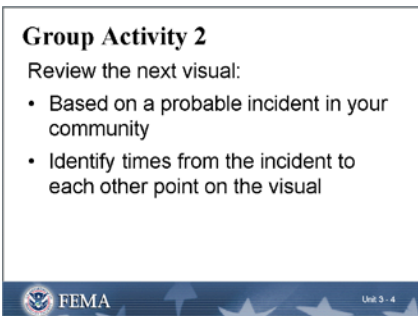 Group Activity 2
Review the next visual:
• Based on a probable incident in your
community
• Identify times from the incident to
each other point on the visual
FEMA
Unit 3 - 4